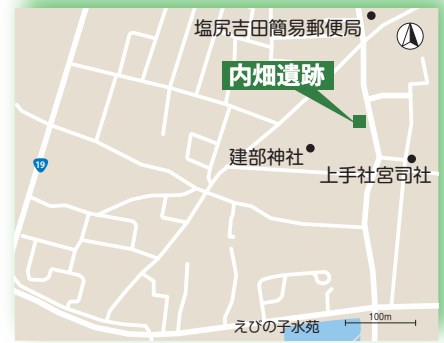 塩尻吉田簡易郵便局
内畑遺跡
建部神社
上手社宮司社
19
えびの子水苑
100m